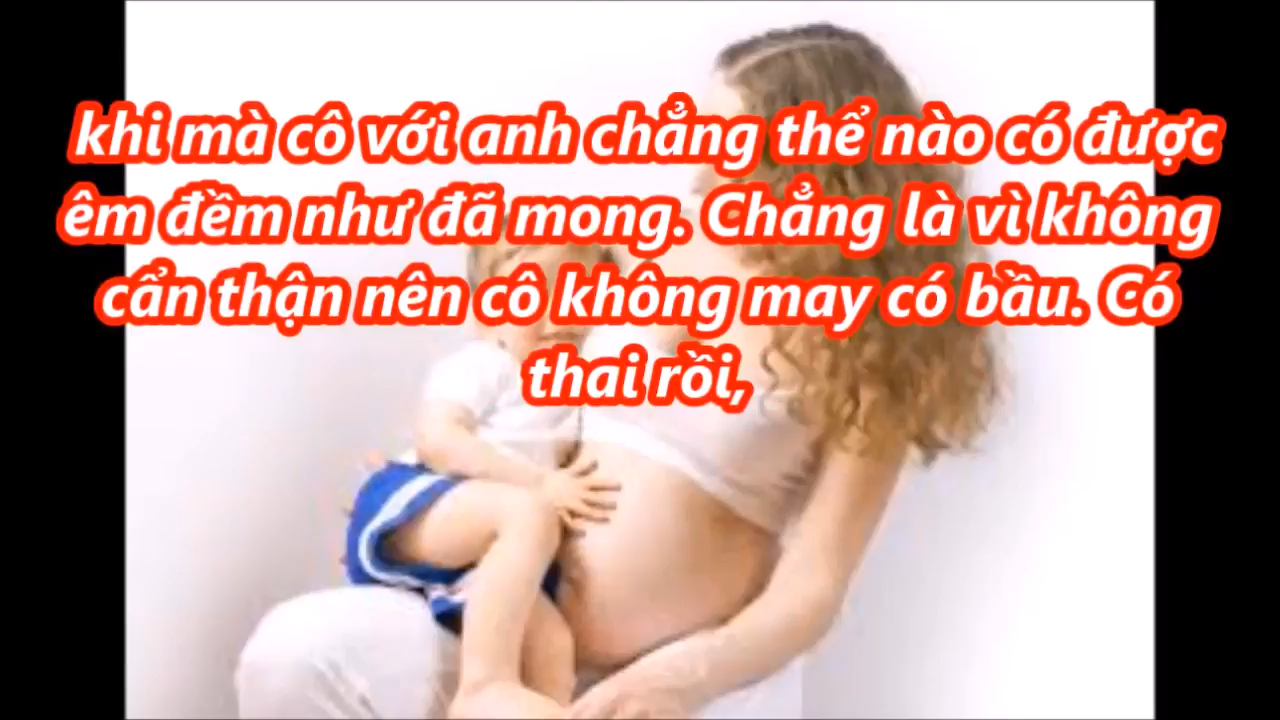 khi mà cô với anh chẳng thể nào có được
êm đềm như đã mong. Chẳng là vì không
cẩn thận nên cô không may có bầu. Có
thai rồi,